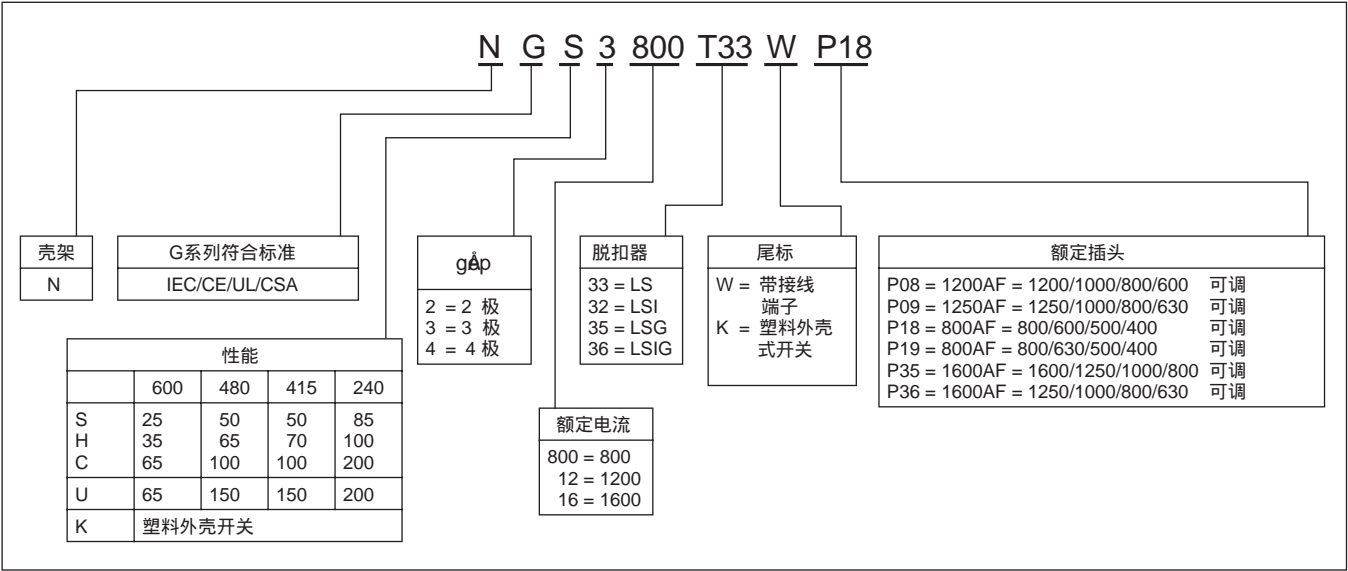 N G S 3 800 T33 W P18
壳架
N
G系列符合标准
IEC/CE/UL/CSA
性能
600 480 415 240
S 25 50 50 85
H 35 65 70 100
C 65 100 100 200
U 65 150 150 200
K 塑料外壳开关
2 = 2 极
3 = 3 极
4 = 4 极
额定电流
800 = 800
12 = 1200
16 = 1600
脱扣器
33 = LS
32 = LSI
35 = LSG
36 = LSIG
尾标
W = 带接线
端子
K = 塑料外壳
式开关
额定插头
P08 = 1200AF = 1200/1000/800/600 可调
P09 = 1250AF = 1250/1000/800/630 可调
P18 = 800AF = 800/600/500/400 可调
P19 = 800AF = 800/630/500/400 可调
P35 = 1600AF = 1600/1250/1000/800 可调
P36 = 1600AF = 1250/1000/800/630 可调